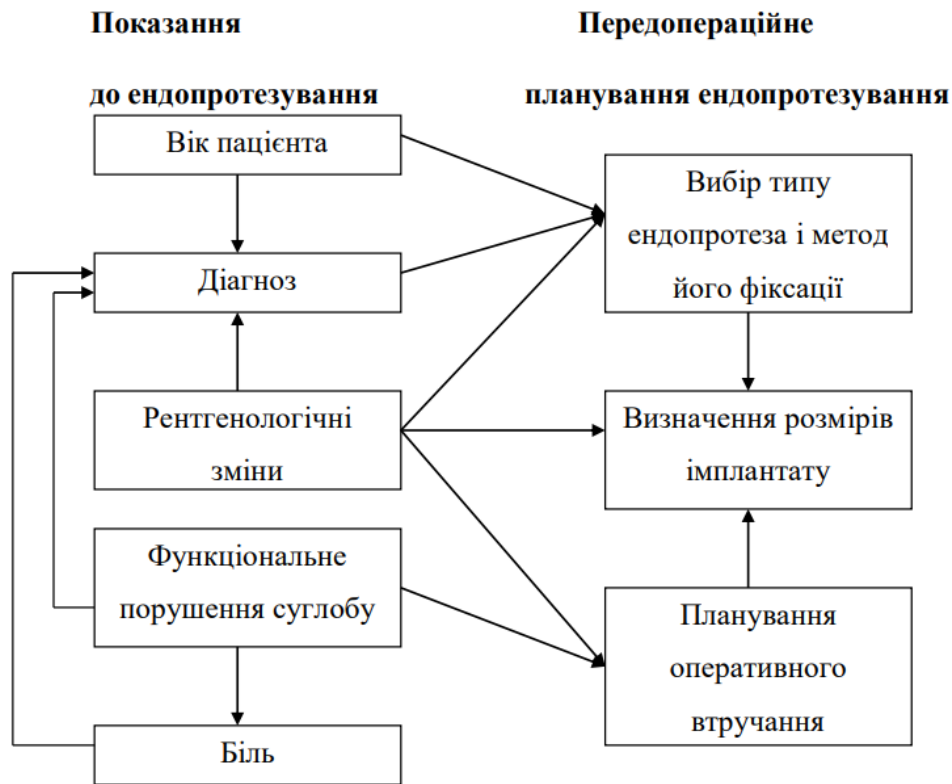 Показання
до ендопротезування
Вік пацієнта
Діагноз
Рентгенологічні
зміни
Функціональне
порушення суглобу
Біль
Передопераційне
планування ендопротезування
Вибір типу
ендопротеза і метод
його фіксації
Визначення розмірів
імплантату
Планування
оперативного
втручання